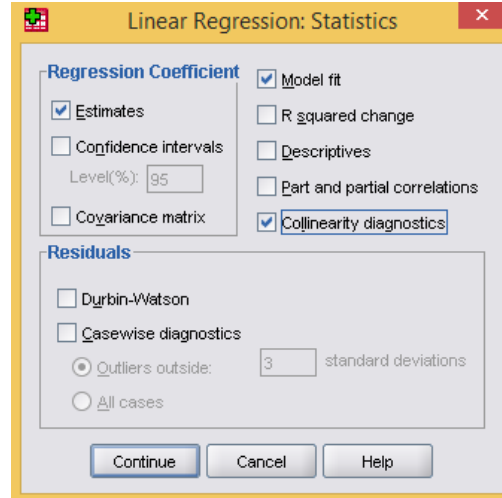 Linear Regression: Statistics
Regression Coefficient
Estimates
Confidence intervals
Level(%): 95
Covariance matrix
Model fit
R squared change
Descriptives
Part and partial correlations
Collinearity diagnostics
Residuals
Durbin-Watson
Casewise diagnostics
Outliers outside: 3 standard deviations
All cases
Continue Cancel Help